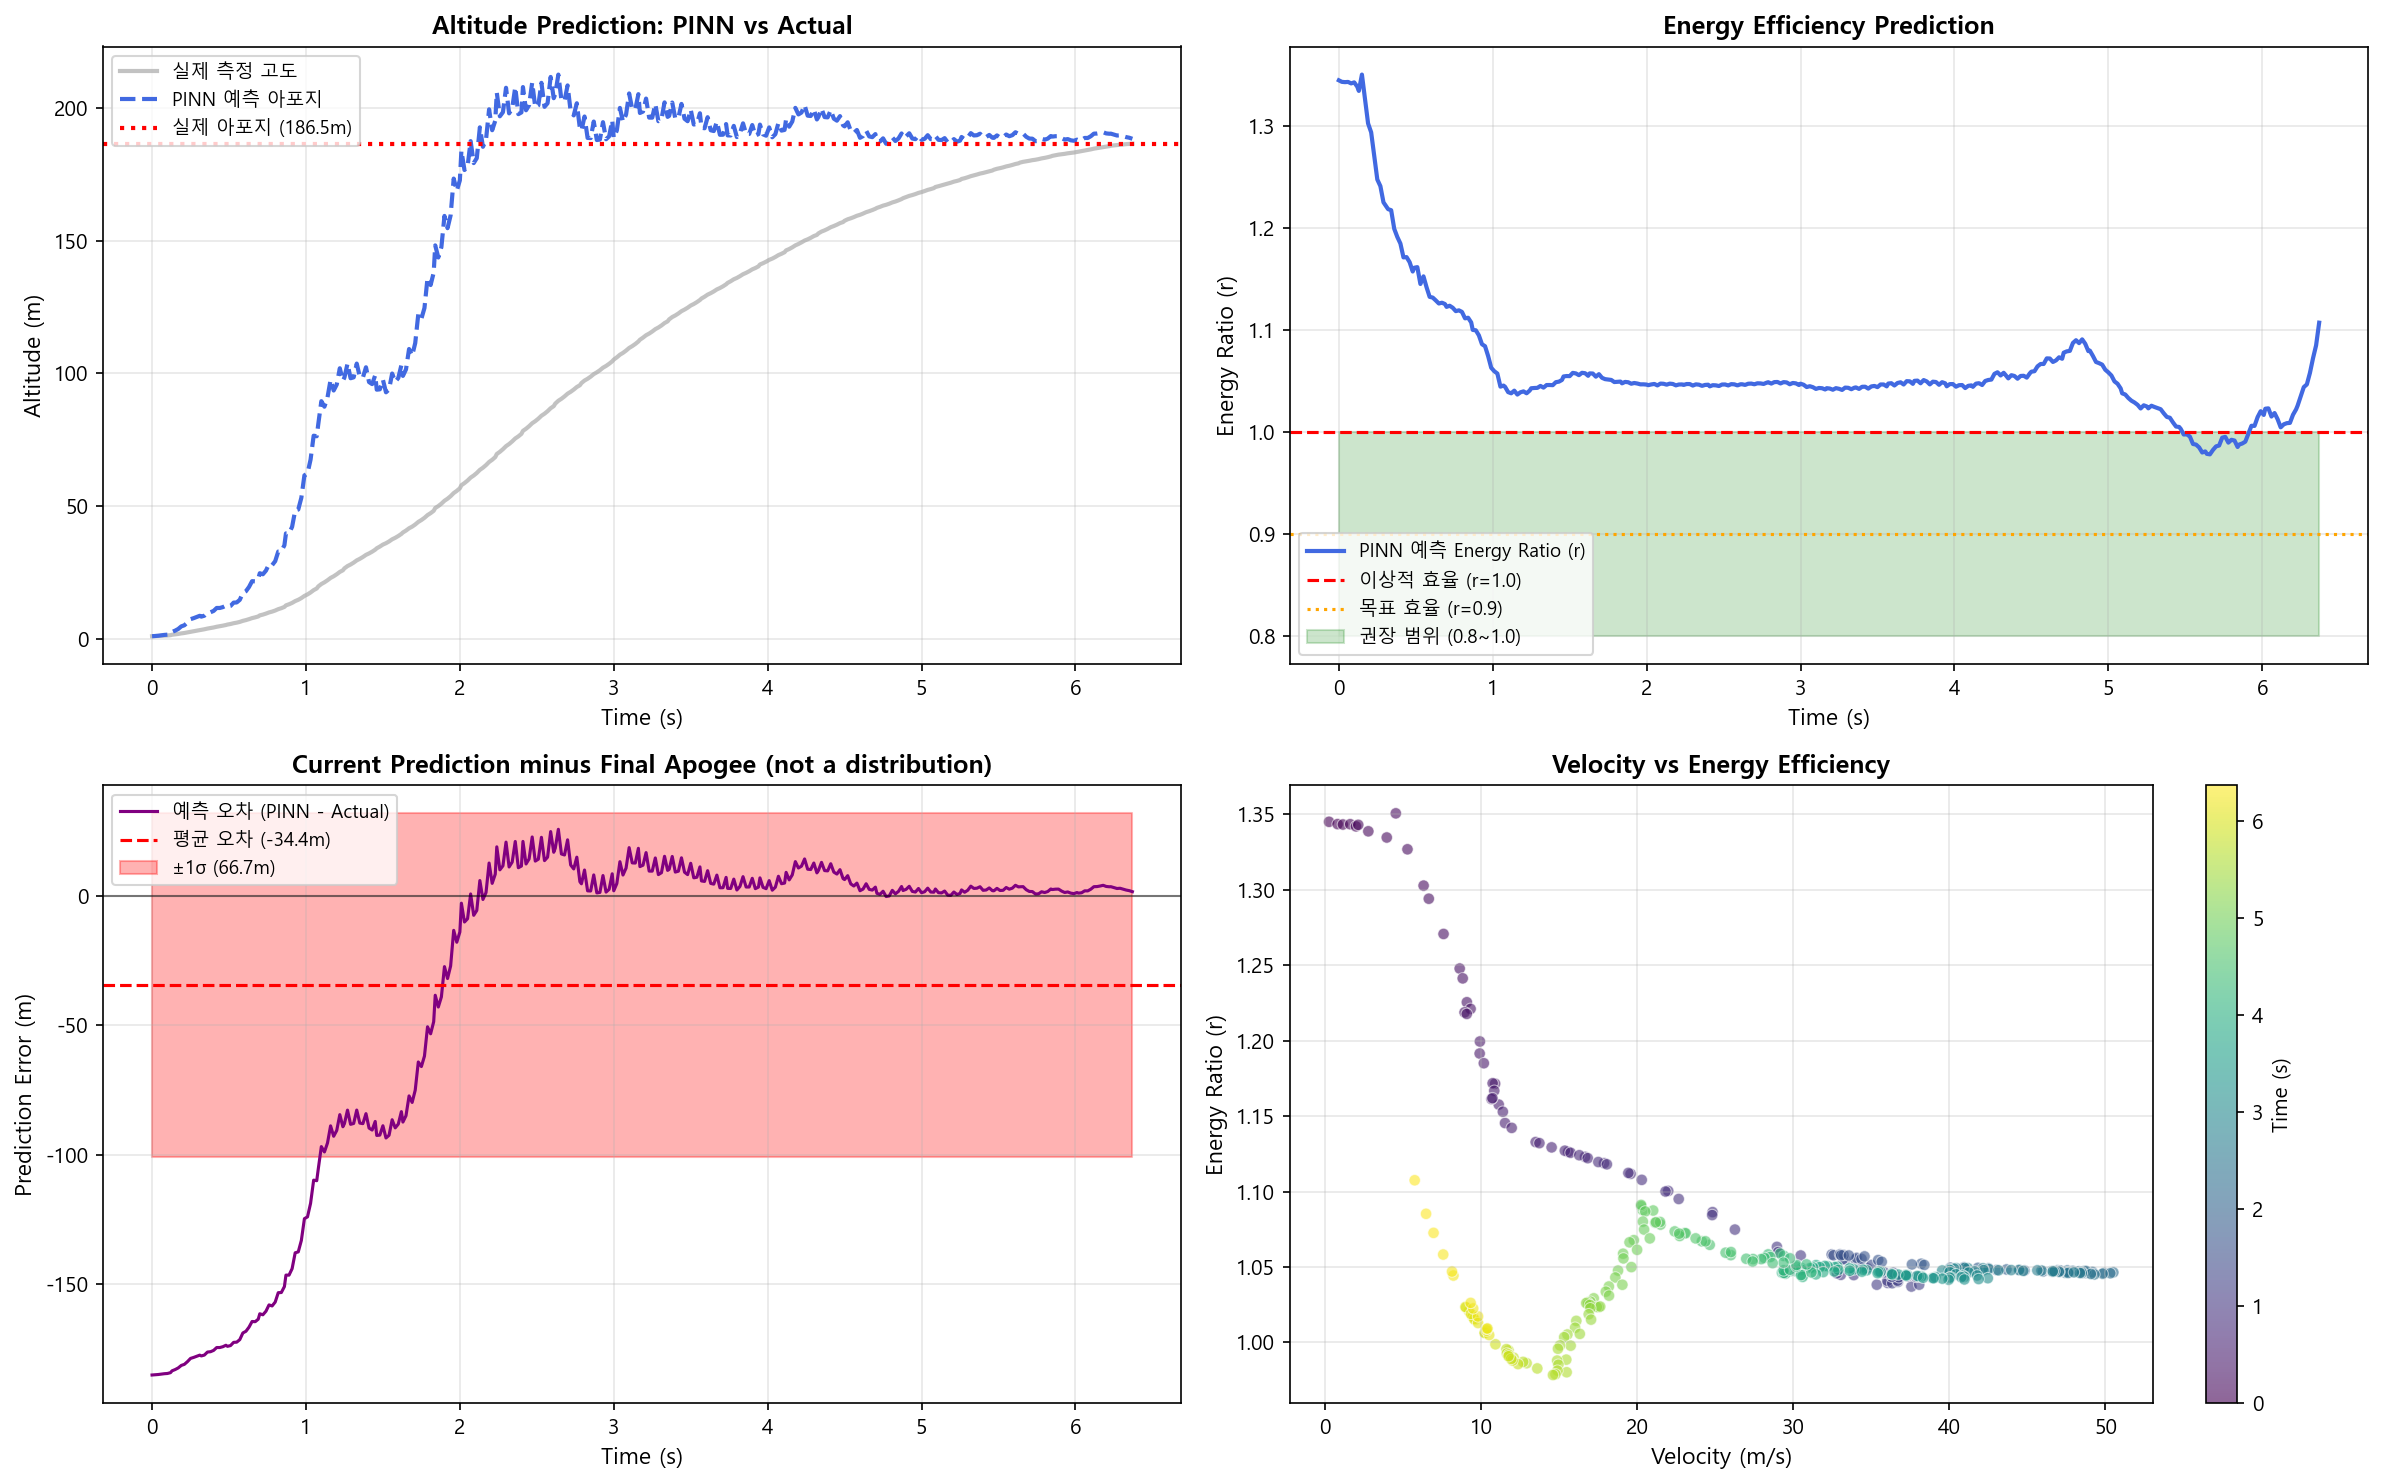 Altitude Prediction: PINN vs Actual
실제 측정 고도
PINN 예측 아포지
실제 아포지 (186.5m)
200
150
100
50
0
Altitude (m)
0 1 2 3 4 5 6
Time (s)
Energy Efficiency Prediction
1.3
1.2
1.1
1.0
0.9
0.8
Energy Ratio (r)
PINN 예측 Energy Ratio (r)
이상적 효율 (r=1.0)
목표 효율 (r=0.9)
권장 범위 (0.8~1.0)
0 1 2 3 4 5 6
Time (s)
Current Prediction minus Final Apogee (not a distribution)
예측 오차 (PINN - Actual)
평균 오차 (-34.4m)
±1σ (66.7m)
0
-50
-100
-150
Prediction Error (m)
0 1 2 3 4 5 6
Time (s)
Velocity vs Energy Efficiency
1.35
1.30
1.25
1.20
1.15
1.10
1.05
1.00
Energy Ratio (r)
0 10 20 30 40 50
Velocity (m/s)
6
5
4
3
2
1
0
Time (s)